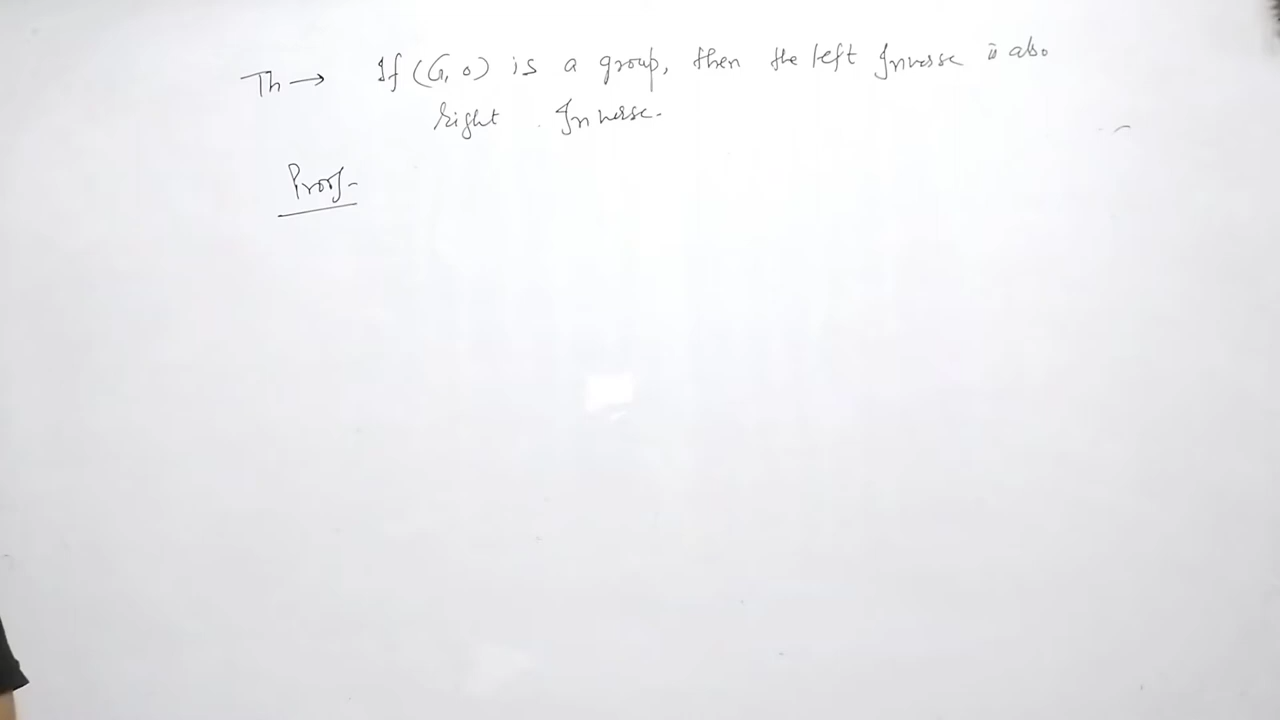 Th → If (G, o) is a group, then the left Inverse is also
Right Inverse.
Proof-